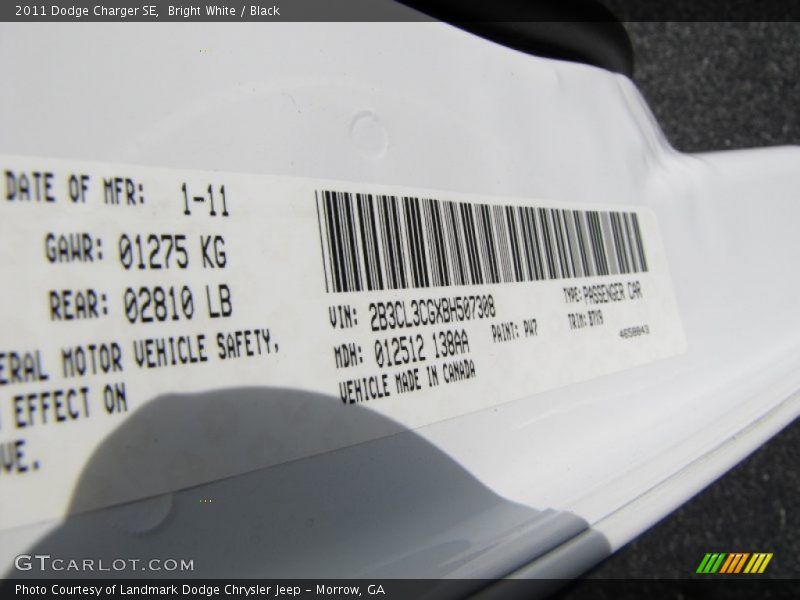 2011 Dodge Charger SE,  Bright White / Black
DATE OF MFR: 1-11
GAWR: 01275 KG
REAR: 02810 LB
ERAL MOTOR VEHICLE SAFETY,
EFFECT ON
VE.
VIN: 2B3CL3CGXBH507308
TYPE: PASSENGER CAR
MDH: 012512 138AA
PAINT: PW7
TRIM: BTX9
VEHICLE MADE IN CANADA
GTCARLOT.COM
Photo Courtesy of Landmark Dodge Chrysler Jeep - Morrow, GA